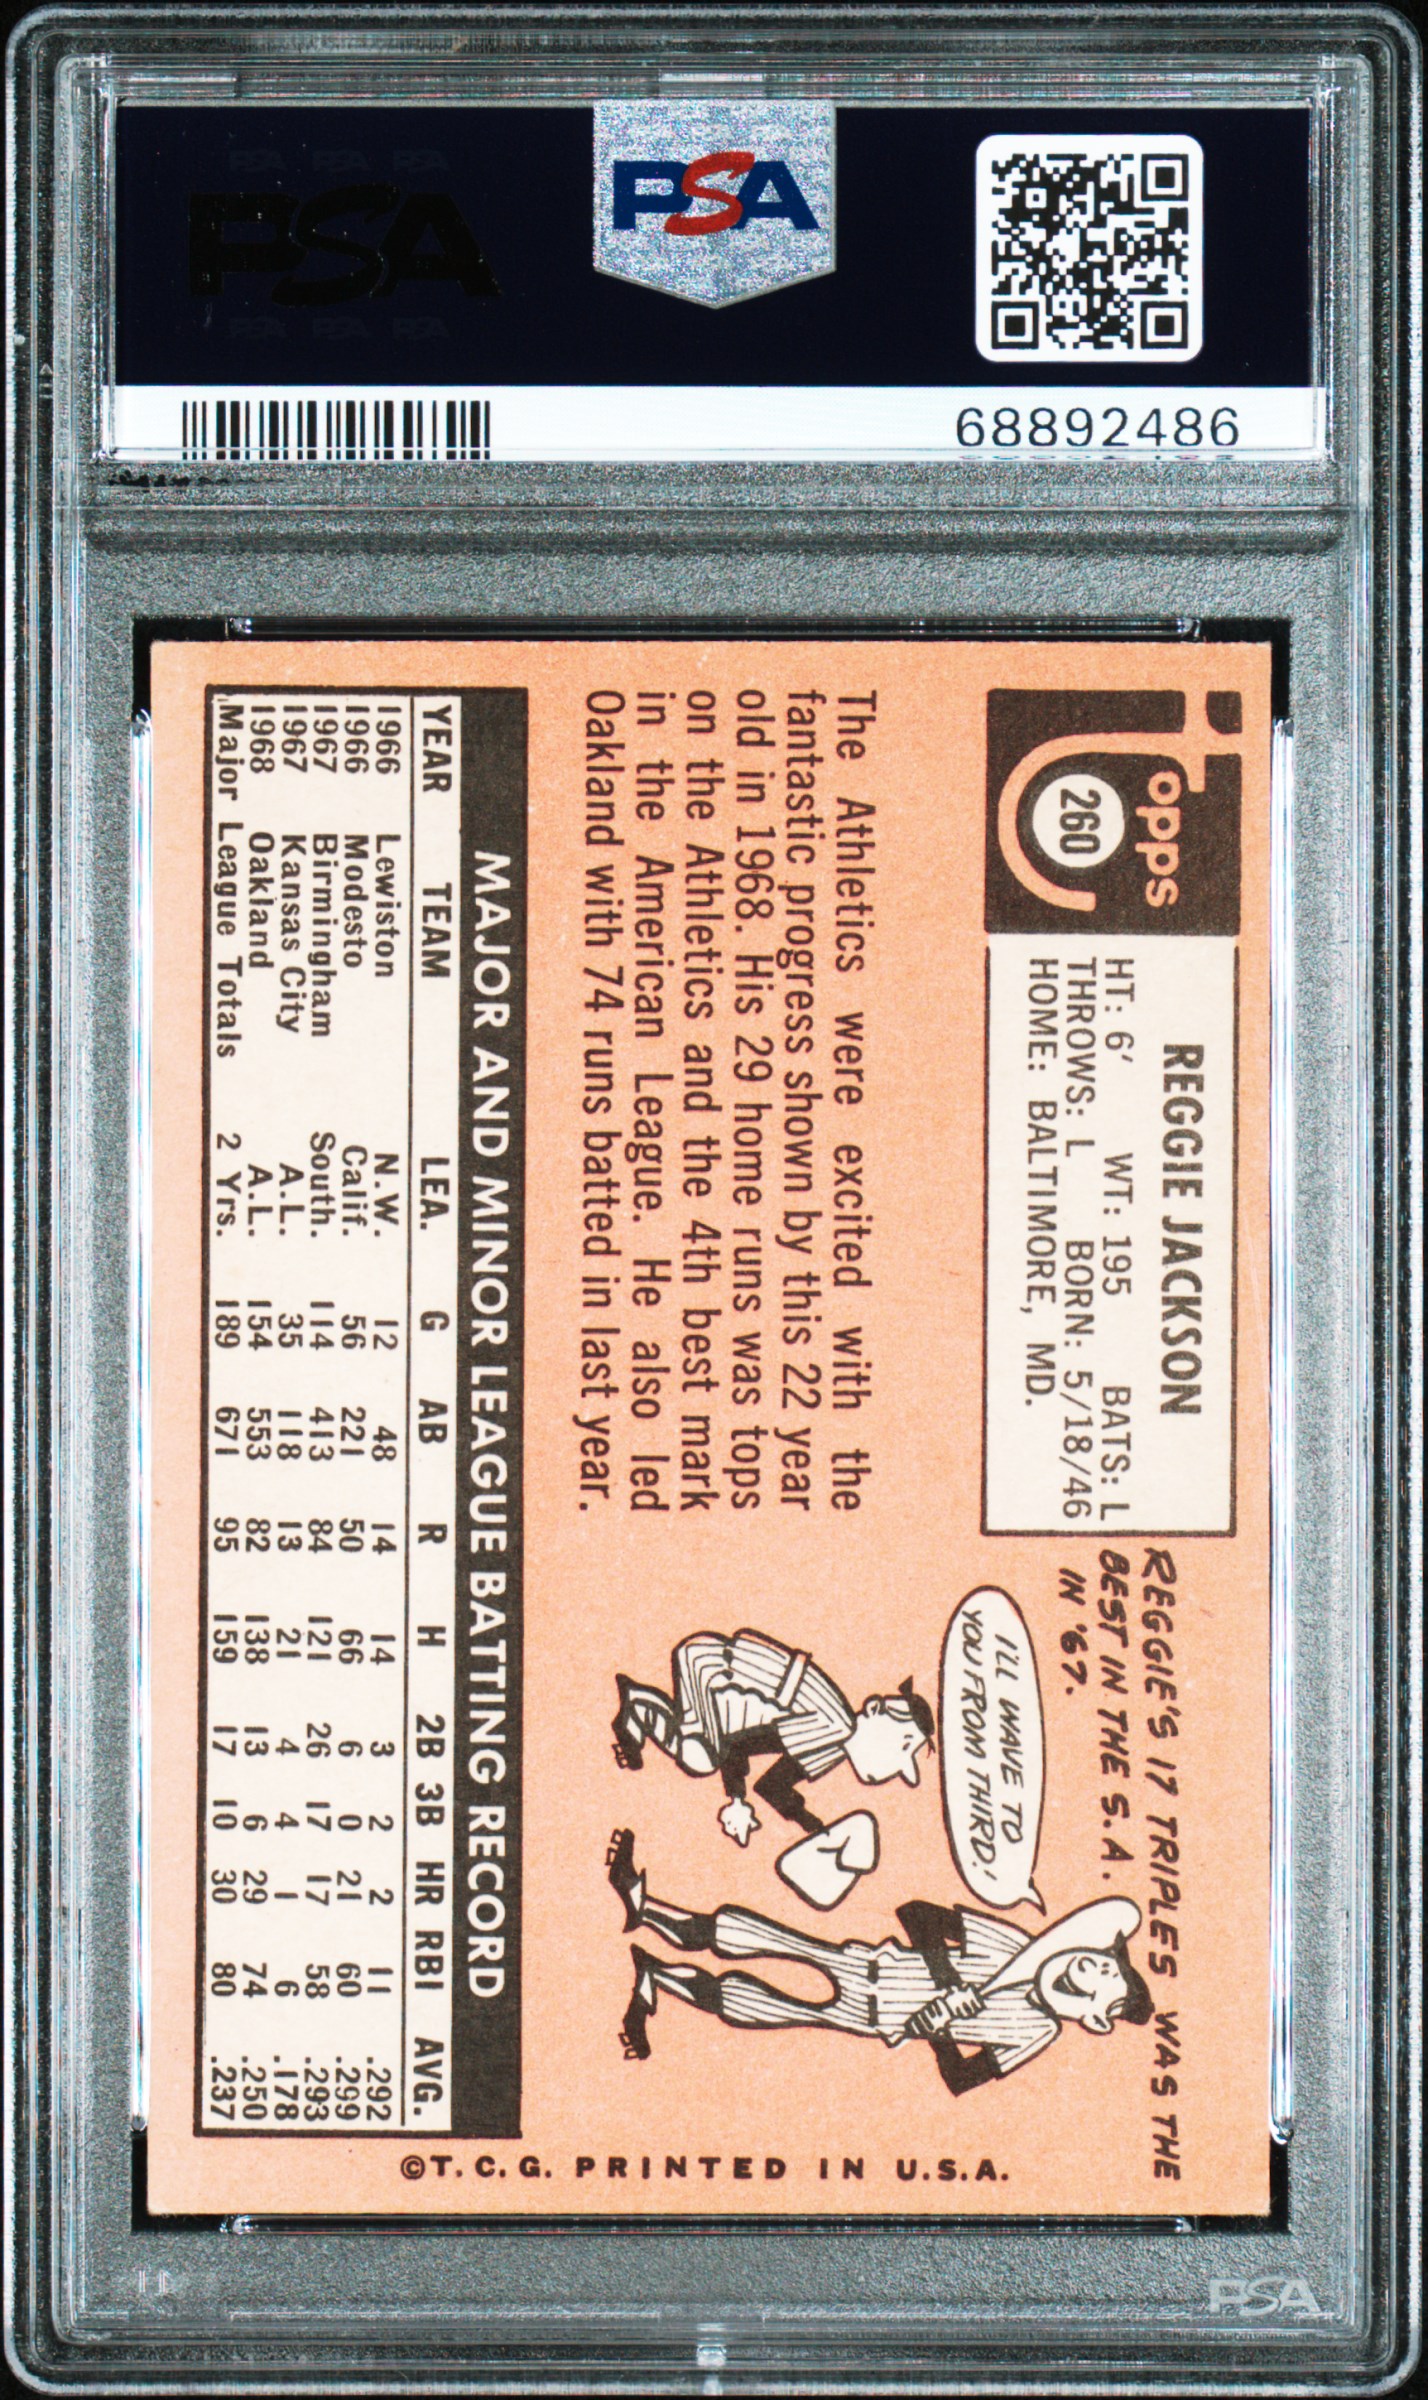 PSA
PSA PSA PSA
PSA
PSA PSA PSA
68892486
Topps
260
REGGIE JACKSON
HT: 6' WT: 195 BATS: L
THROWS: L BORN: 5/18/46
HOME: BALTIMORE, MD.
REGGIE'S 17 TRIPLES WAS THE
BEST IN THE S.A.
IN '67.
I'LL WAVE TO
YOU FROM THIRD!
The Athletics were excited with the
fantastic progress shown by this 22 year
old in 1968. His 29 home runs was tops
on the Athletics and the 4th best mark
in the American League. He also led
Oakland with 74 runs batted in last year.
MAJOR AND MINOR LEAGUE BATTING RECORD
YEAR TEAM LEA. G AB R H 2B 3B HR RBI AVG.
1966 Lewiston N.W. 12 48 14 14 3 2 2 11 .292
1966 Modesto Calif. 56 221 50 66 6 0 21 60 .299
1967 Birmingham South. 114 413 84 121 26 17 17 58 .293
1967 Kansas City A.L. 35 118 13 21 4 4 1 6 .178
1968 Oakland A.L. 154 553 82 138 13 6 29 74 .250
Major League Totals 2 Yrs. 189 671 95 159 17 10 30 80 .237
©T.C.G. PRINTED IN U.S.A.
PSA